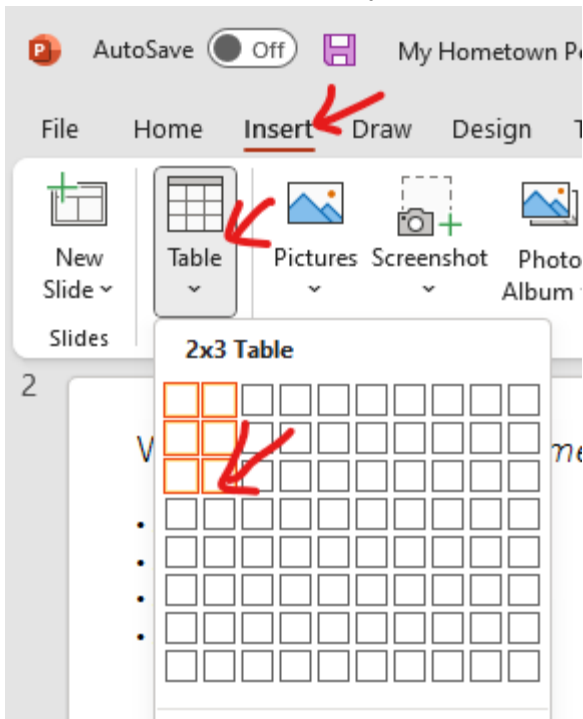 P AutoSave Off My Hometown
File Home Insert Draw Design
New Slide Table Pictures Screenshot Photo Album
Slides
2x3 Table
2